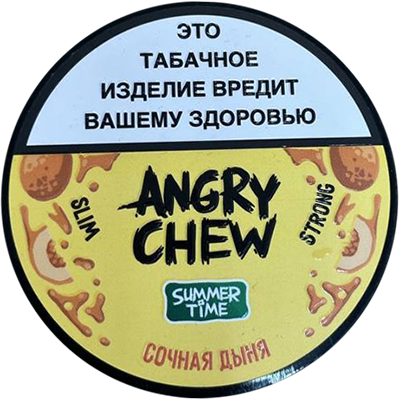 ЭТО
ТАБАЧНОЕ
ИЗДЕЛИЕ ВРЕДИТ
ВАШЕМУ ЗДОРОВЬЮ
ANGRY
CHEW
SLIM
STRONG
SUMMER
TIME
СОЧНАЯ ДЫНЯ